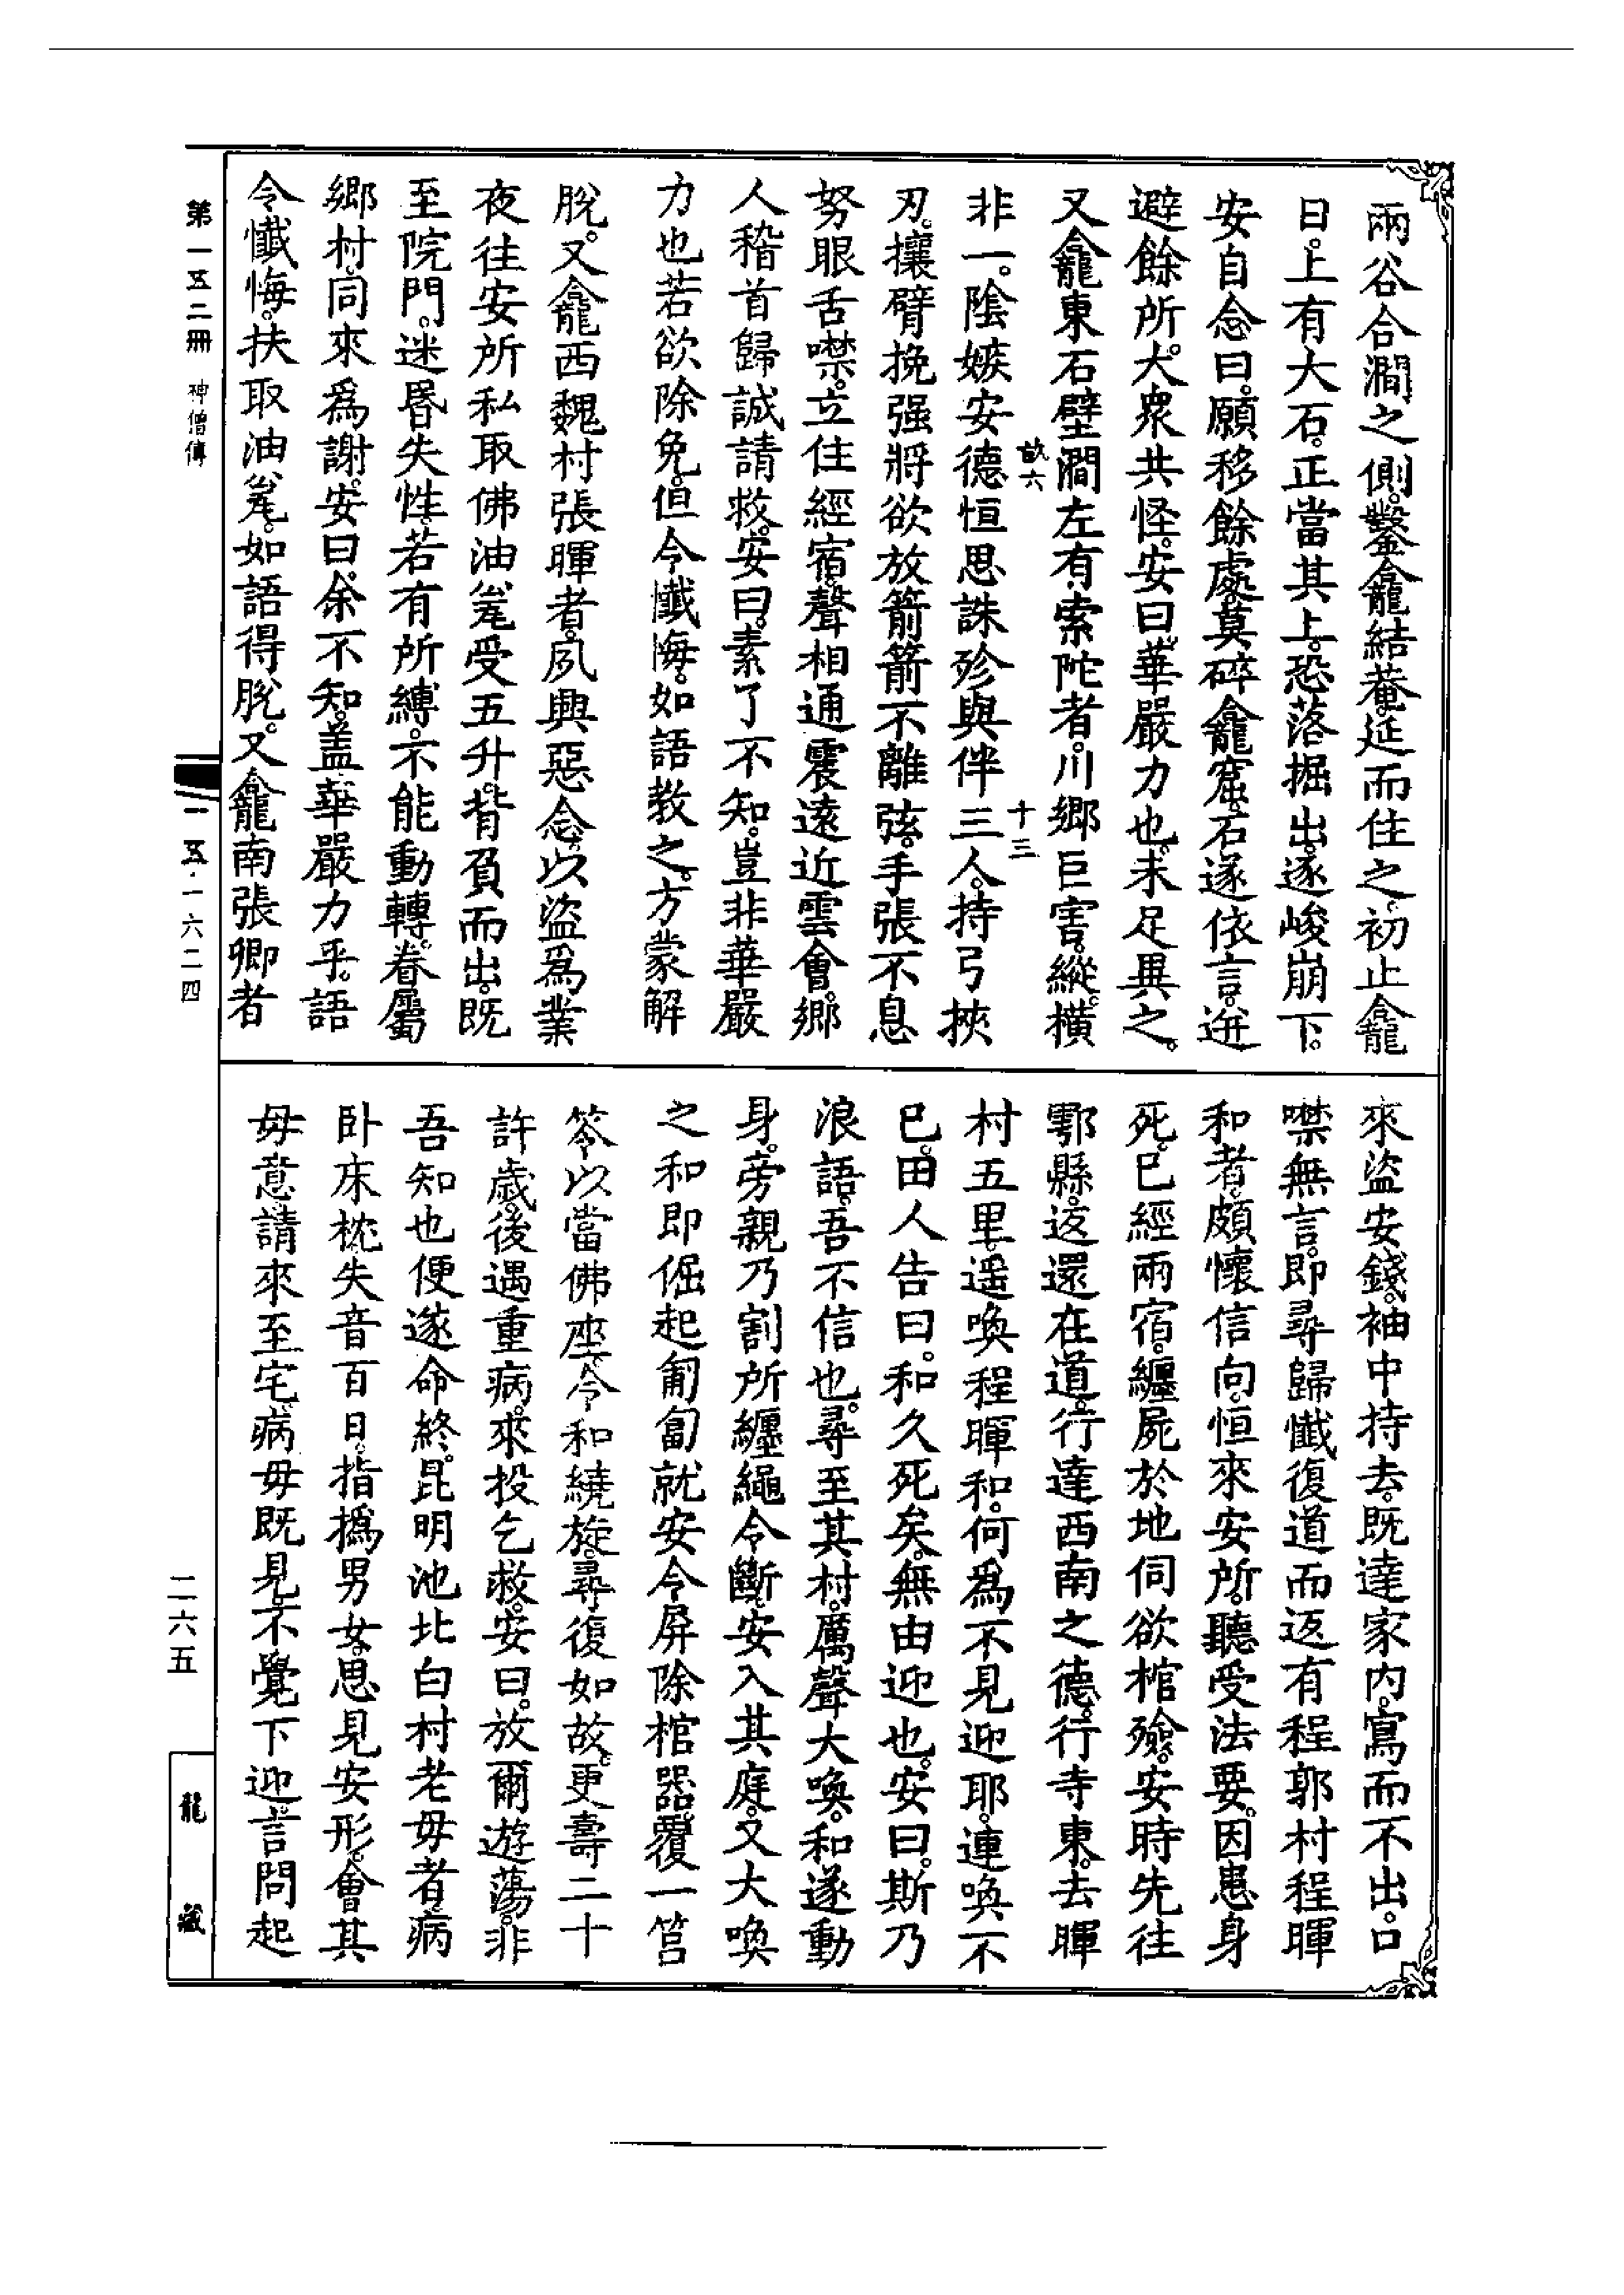 兩谷合澗之側。鑿龕結菴。延而住之。初止龕
日。上有大石。正當其上。恐落掘出。遂峻崩下。
安自念曰。願移餘處。莫碎龕窟。石遂依言。迸
避餘所。大衆共怪。安曰。華嚴力也。未足異之。
又龕東石壁澗左有索陀者。川鄉巨害。縱橫
非一。陰嫉安德恒思誅殄與伴三人。持弓挾
刃。攘臂挽强將欲放箭箭不離弦。手張不息
努眼舌噤。立住經宿。聲相通震遠近雲會。鄉
人稽首歸誠請救。安曰。素了不知。豈非華嚴
力也若欲除免。但令懺悔。如語教之。方蒙解
脫。又龕西魏村張暉者。夙興惡念。以盜爲業
夜往安所私取佛油瓮受五升。背負而出。既
至院門。迷昬失性。若有所縛。不能動轉。眷屬
鄉村。同來爲謝。安曰。余不知。盖華嚴力乎。語
令懺悔。扶取油瓮。如語得脫。又龕南張卿者
十三
來盜安錢。袖中持去。既達家內。寫而不出。口
噤無言。即尋歸懺復道而返有程郭村程暉
和者。頗懷信向。恒來安所。聽受法要。因患身
死。已經兩宿。纏屍於地伺欲棺殮。安時先往
鄠縣。返還在道。行達西南之德。行寺東。去暉
村五里。遥喚程暉和。何爲不見迎耶。連喚不
已。田人告曰。和久死矣。無由迎也。安曰。斯乃
浪語。吾不信也。尋至其村。厲聲大喚。和遂動
身。旁親乃割所纏繩令斷。安入其庭。又大喚
之和即倔起匍匐就安令屏除棺器。覆一筥
筌以當佛座。令和繞旋。尋復如故。更壽二十
許歲。後遇重病。來投乞救。安曰。放爾遊蕩。非
吾知也便遂命終。昆明池北白村老母者。病
卧床枕失音百日。指撝男女。思見安形。會其
母意請來至宅。病母既見。不覺下迎言問起
第一五二冊　神僧傳
一五·一六二四
二六五
龍藏